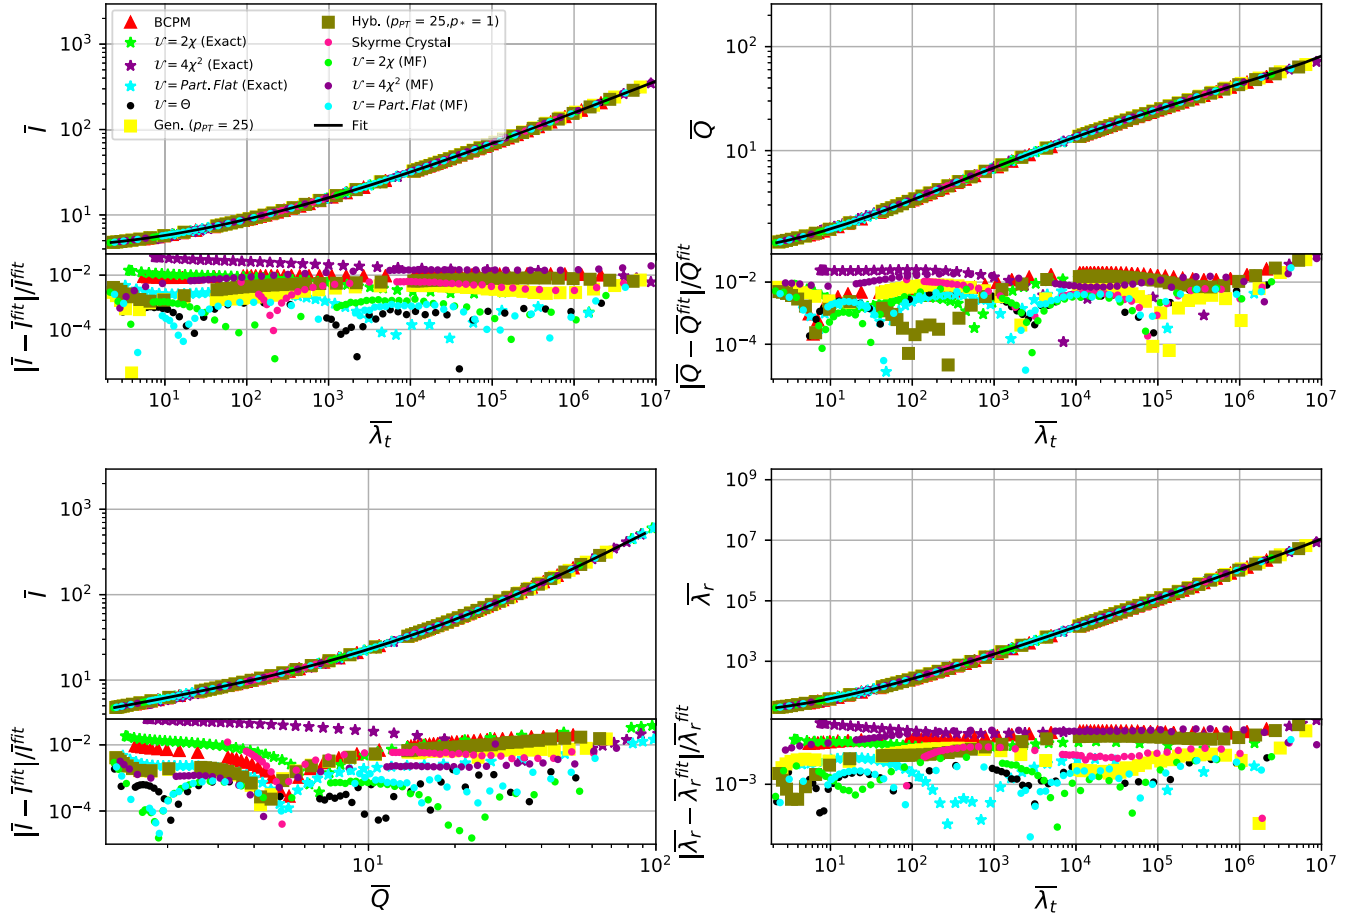 10³
10²
10¹
Ī
BCPM
𝒰 = 2χ (Exact)
𝒰 = 4χ² (Exact)
𝒰 = Part. Flat (Exact)
𝒰 = Θ
Gen. (p_PT = 25)
Hyb. (p_PT = 25, p_* = 1)
Skyrme Crystal
𝒰 = 2χ (MF)
𝒰 = 4χ² (MF)
𝒰 = Part. Flat (MF)
Fit
10⁻²
10⁻⁴
|Ī − Ī^fit|/Ī^fit
10¹ 10² 10³ 10⁴ 10⁵ 10⁶ 10⁷
λ̄_t
10²
10¹
Q̄
10⁻²
10⁻⁴
|Q̄ − Q̄^fit|/Q̄^fit
10¹ 10² 10³ 10⁴ 10⁵ 10⁶ 10⁷
λ̄_t
10³
10²
10¹
Ī
10⁻²
10⁻⁴
|Ī − Ī^fit|/Ī^fit
10¹ 10²
Q̄
10⁹
10⁷
10⁵
10³
λ̄_r
10⁻³
|λ̄_r − λ̄_r^fit|/λ̄_r^fit
10¹ 10² 10³ 10⁴ 10⁵ 10⁶ 10⁷
λ̄_t